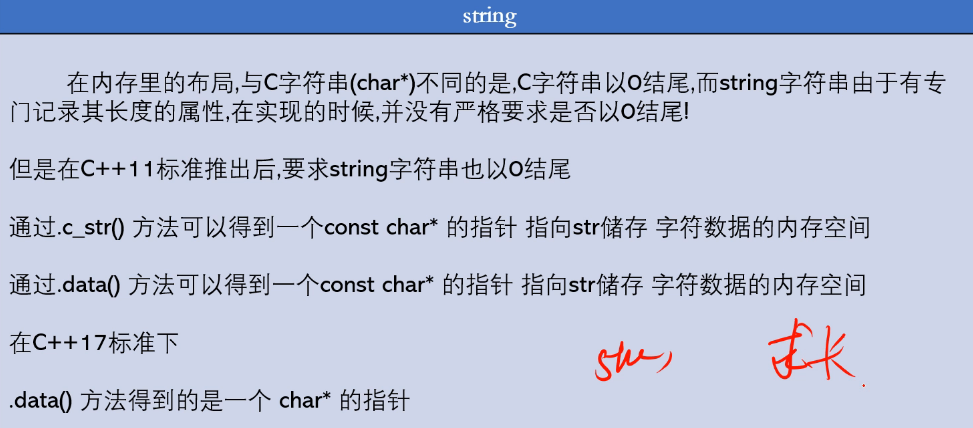 string
在内存里的布局,与C字符串(char*)不同的是,C字符串以0结尾,而string字符串由于有专
门记录其长度的属性,在实现的时候,并没有严格要求是否以0结尾!
但是在C++11标准推出后,要求string字符串也以0结尾
通过.c_str() 方法可以得到一个const char* 的指针 指向str储存 字符数据的内存空间
通过.data() 方法可以得到一个const char* 的指针 指向str储存 字符数据的内存空间
在C++17标准下
.data() 方法得到的是一个 char* 的指针